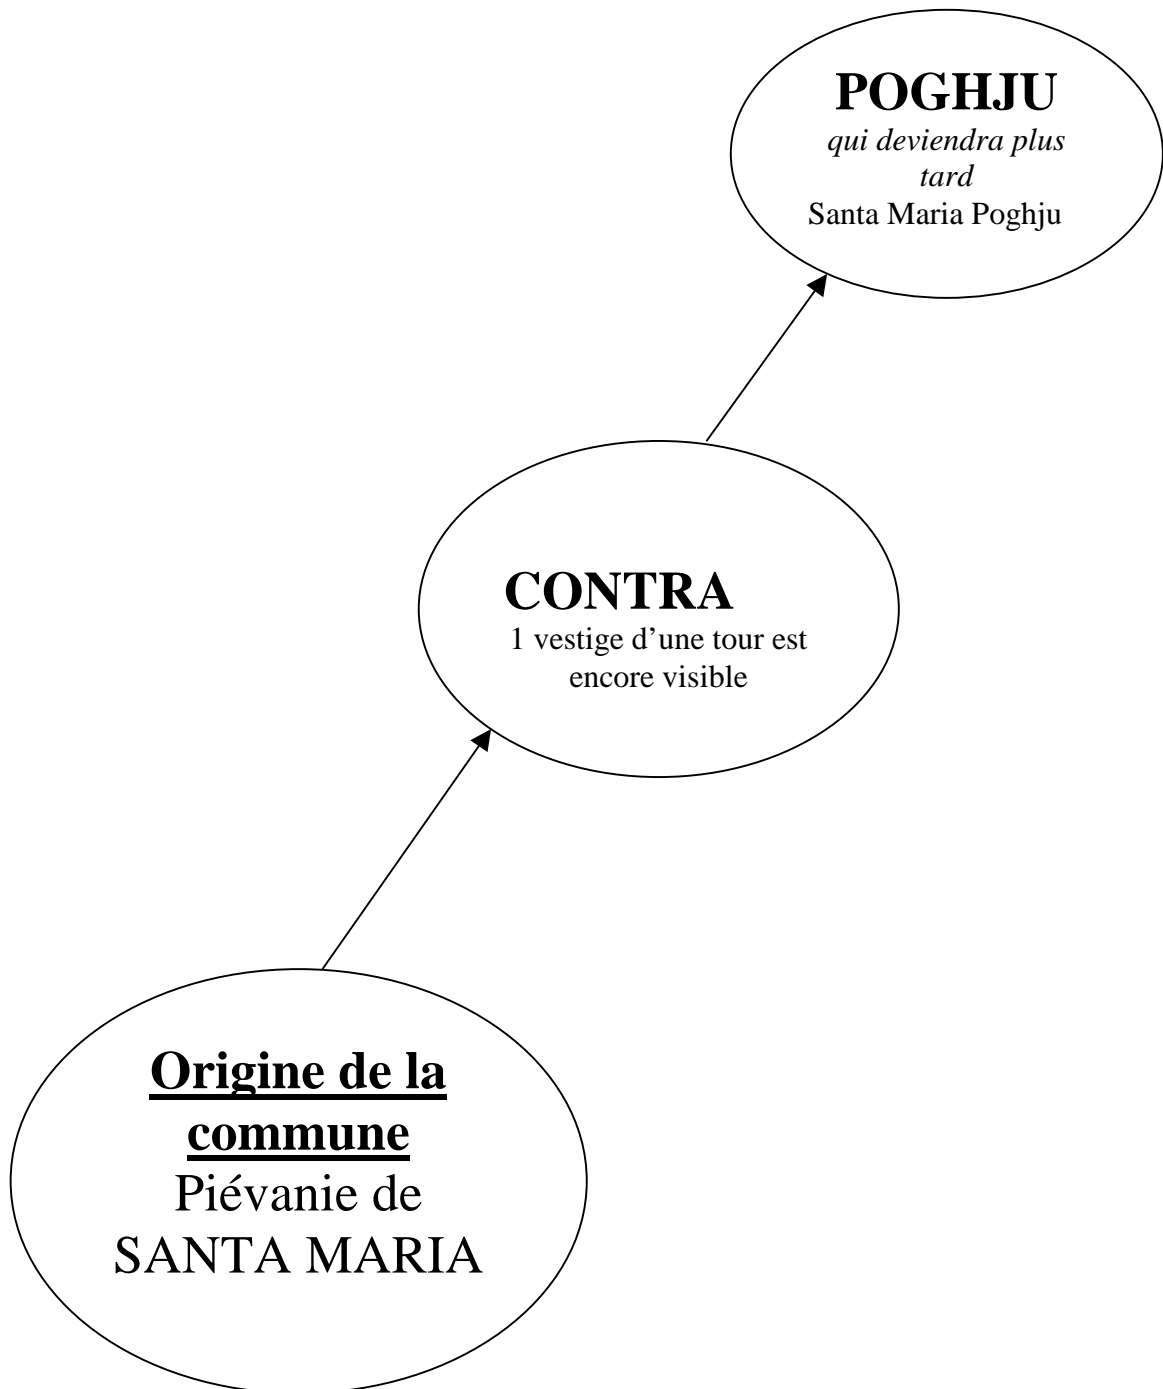 POGHJU
qui deviendra plus
tard
Santa Maria Poghju
CONTRA
1 vestige d’une tour est
encore visible
Origine de la
commune
Piévanie de
SANTA MARIA